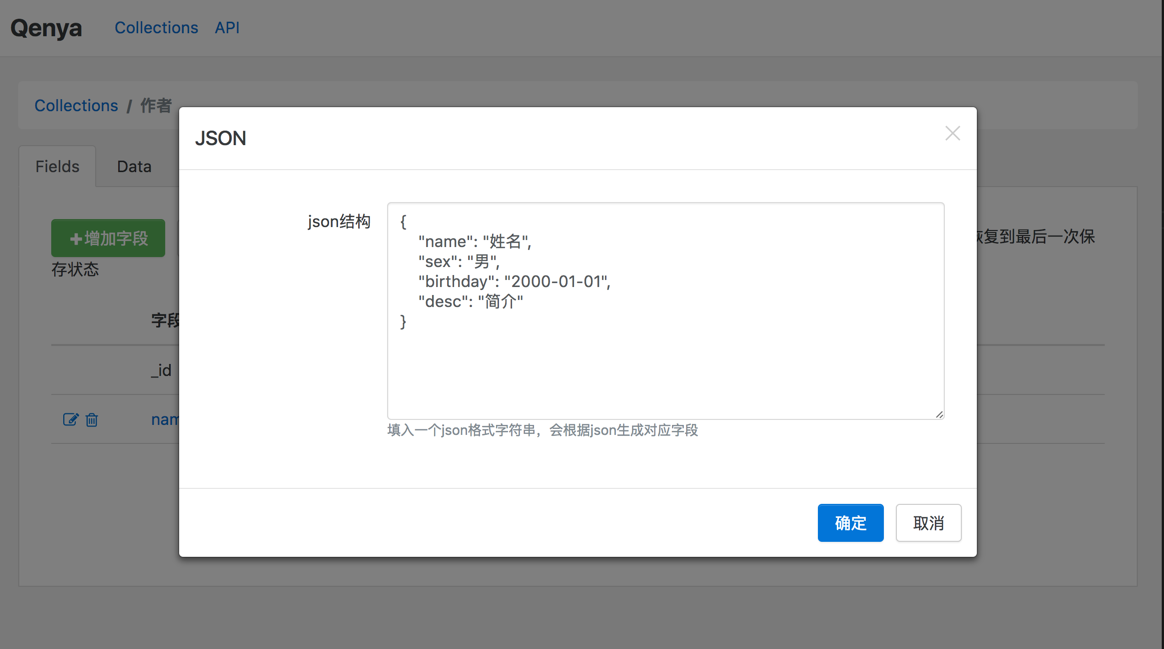 Qenya Collections API
Collections / 作者
JSON
Fields Data
json结构
{
"name": "姓名",
"sex": "男",
"birthday": "2000-01-01",
"desc": "简介"
}
填入一个json格式字符串，会根据json生成对应字段
增加字段
恢复到最后一次保
存状态
字段
_id
nam
确定 取消